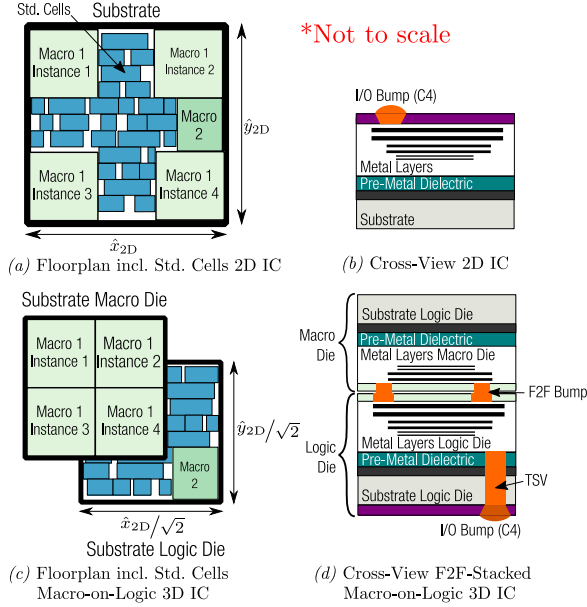 Std. Cells
Substrate
*Not to scale
Macro 1
Instance 1
Macro 1
Instance 2
Macro
2
Macro 1
Instance 3
Macro 1
Instance 4
ŷ2D
x̂2D
(a) Floorplan incl. Std. Cells 2D IC
I/O Bump (C4)
Metal Layers
Pre-Metal Dielectric
Substrate
(b) Cross-View 2D IC
Substrate Macro Die
Macro 1
Instance 1
Macro 1
Instance 2
Macro 1
Instance 3
Macro 1
Instance 4
Macro
2
ŷ2D/√2
x̂2D/√2
Substrate Logic Die
(c) Floorplan incl. Std. Cells
Macro-on-Logic 3D IC
Macro
Die
Substrate Logic Die
Pre-Metal Dielectric
Metal Layers Macro Die
F2F Bump
Logic
Die
Metal Layers Logic Die
Pre-Metal Dielectric
TSV
Substrate Logic Die
I/O Bump (C4)
(d) Cross-View F2F-Stacked
Macro-on-Logic 3D IC